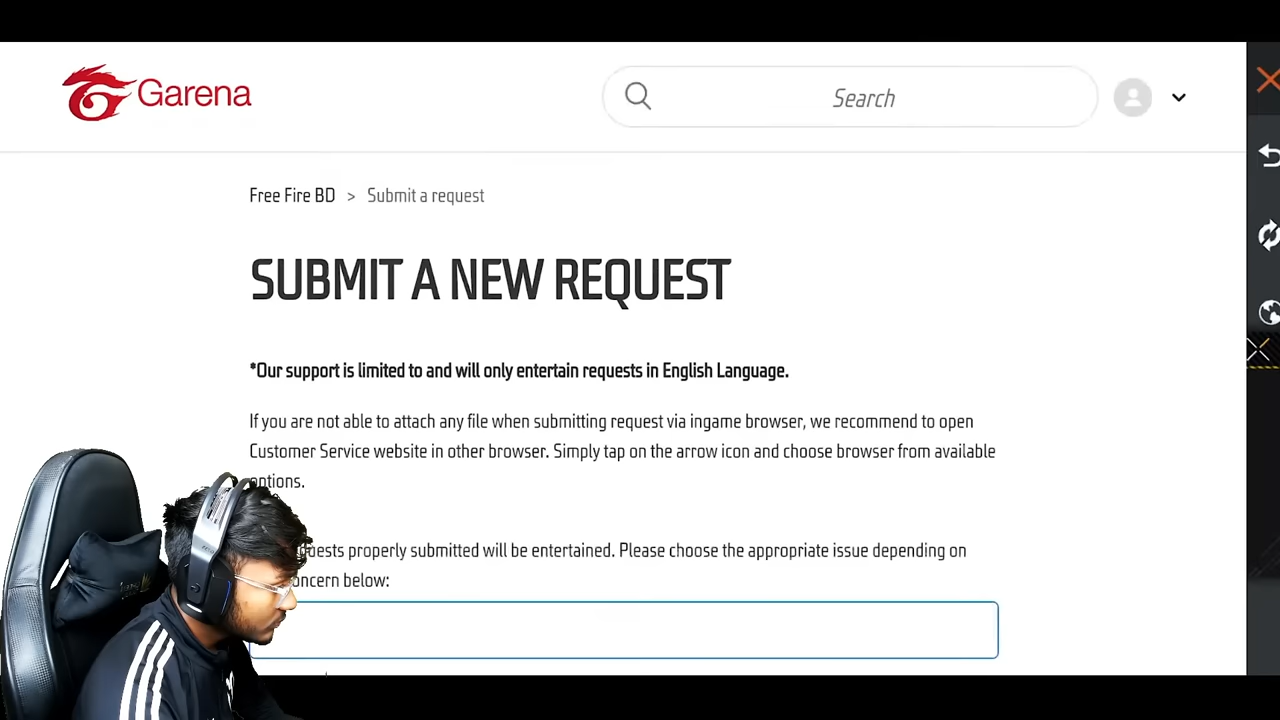 Garena
Search
Free Fire BD > Submit a request
SUBMIT A NEW REQUEST
*Our support is limited to and will only entertain requests in English Language.
If you are not able to attach any file when submitting request via ingame browser, we recommend to open
Customer Service website in other browser. Simply tap on the arrow icon and choose browser from available
options.
properly submitted will be entertained. Please choose the appropriate issue depending on
below: